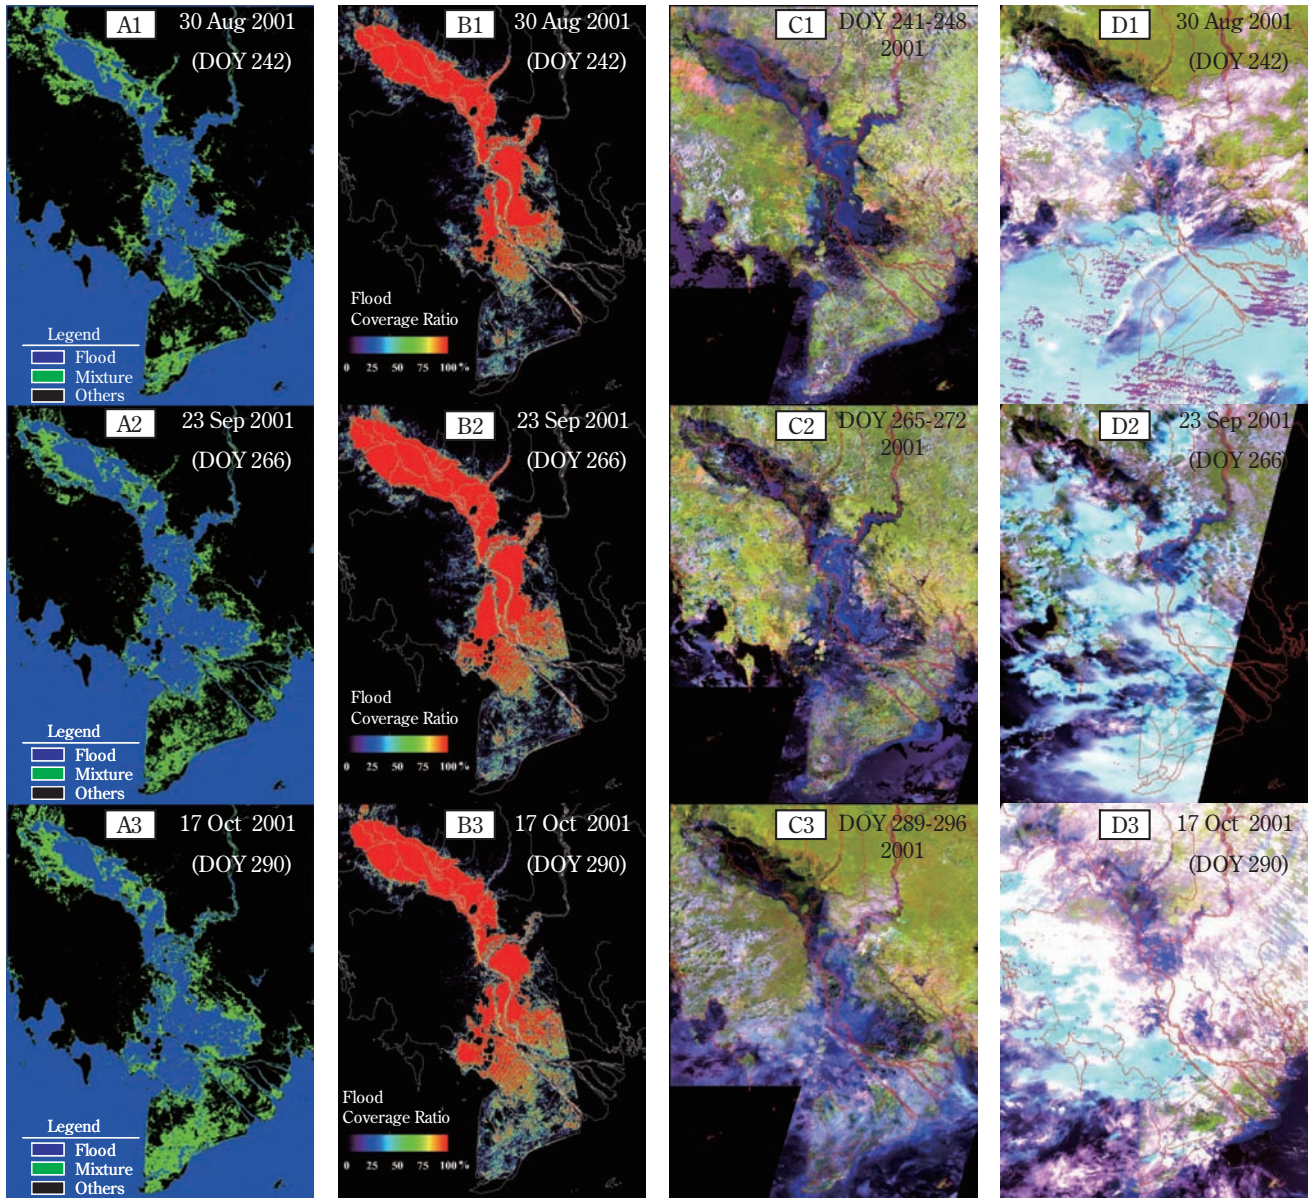 A1 30 Aug 2001
(DOY 242)
Legend
Flood
Mixture
Others
B1 30 Aug 2001
(DOY 242)
Flood
Coverage Ratio
0 25 50 75 100 %
C1 DOY 241-248
2001
D1 30 Aug 2001
(DOY 242)
A2 23 Sep 2001
(DOY 266)
Legend
Flood
Mixture
Others
B2 23 Sep 2001
(DOY 266)
Flood
Coverage Ratio
0 25 50 75 100 %
C2 DOY 265-272
2001
D2 23 Sep 2001
(DOY 266)
A3 17 Oct 2001
(DOY 290)
Legend
Flood
Mixture
Others
B3 17 Oct 2001
(DOY 290)
Flood
Coverage Ratio
0 25 50 75 100 %
C3 DOY 289-296
2001
D3 17 Oct 2001
(DOY 290)